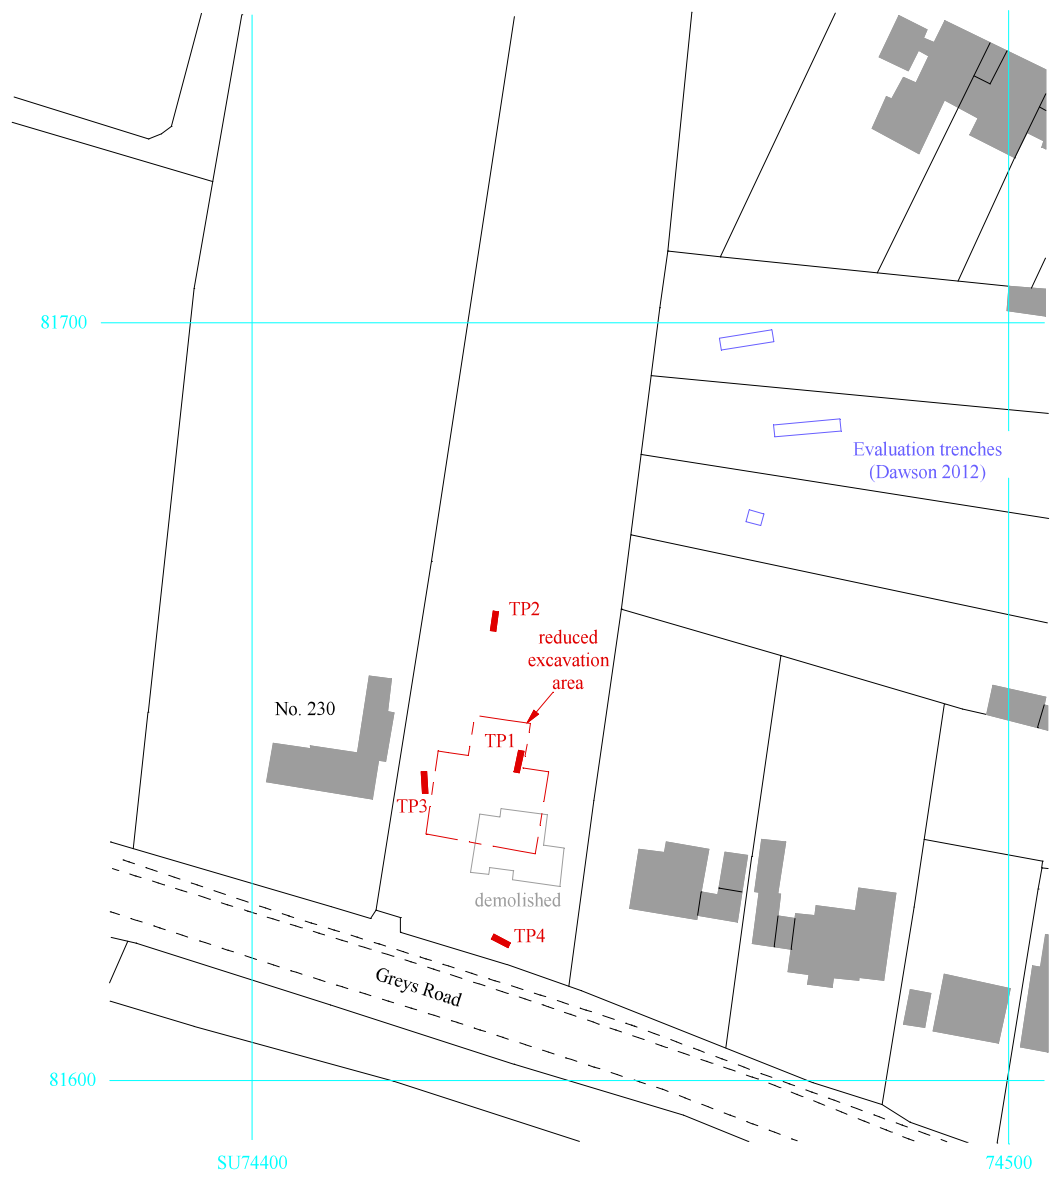 81700
Evaluation trenches
(Dawson 2012)
TP2
reduced
excavation
area
No. 230
TP1
TP3
demolished
TP4
Greys Road
81600
SU74400
74500